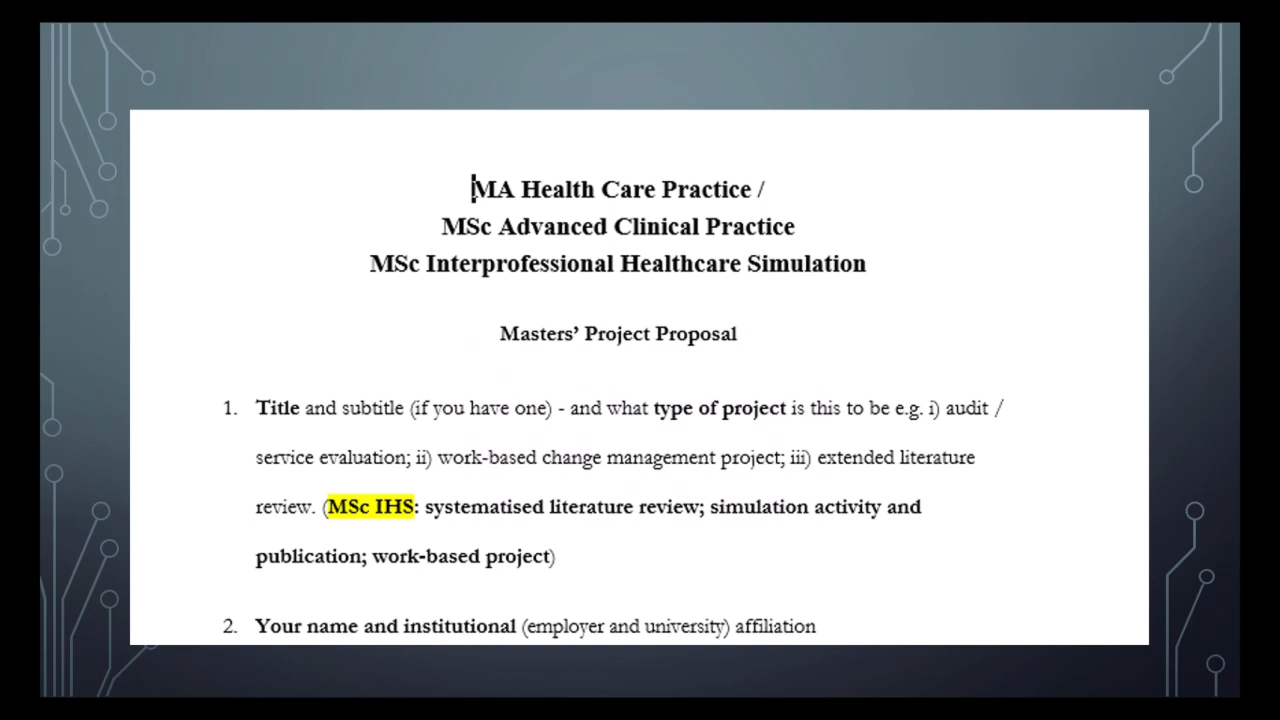 MA Health Care Practice /
MSc Advanced Clinical Practice
MSc Interprofessional Healthcare Simulation
Masters’ Project Proposal
1. Title and subtitle (if you have one) - and what type of project is this to be e.g. i) audit /
service evaluation; ii) work-based change management project; iii) extended literature
review. (MSc IHS: systematised literature review; simulation activity and
publication; work-based project)
2. Your name and institutional (employer and university) affiliation